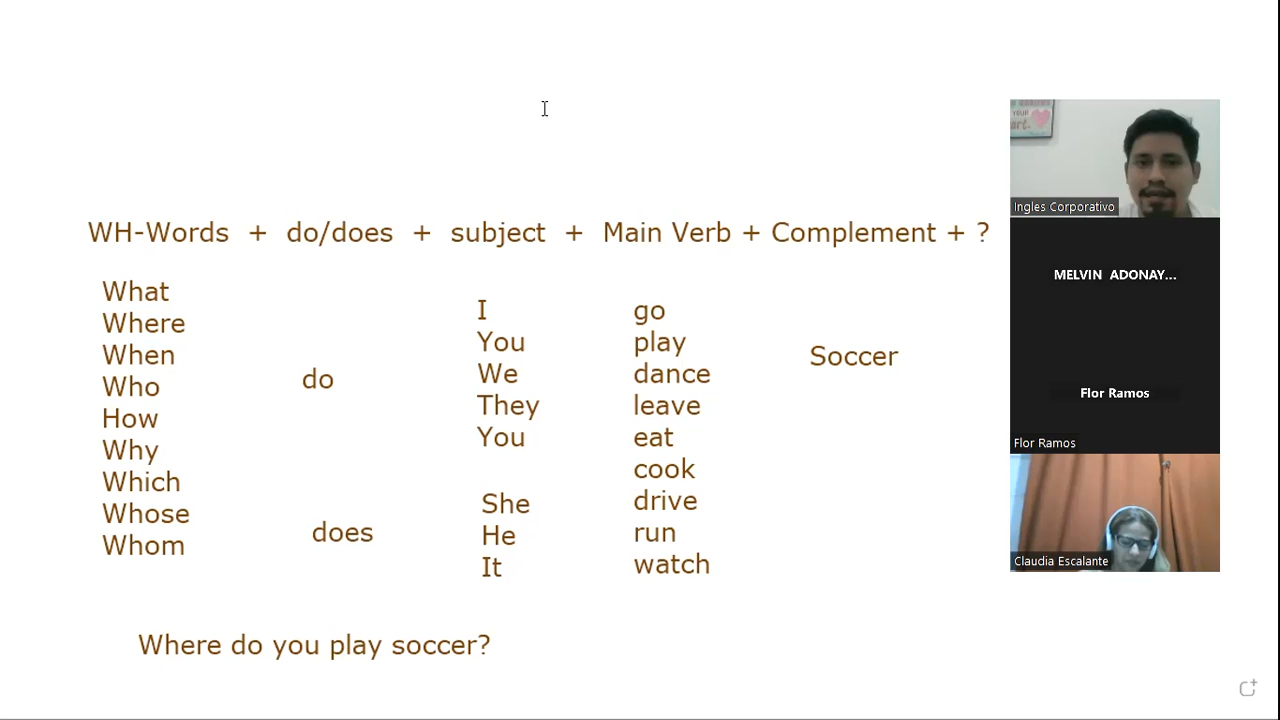 WH-Words + do/does + subject + Main Verb + Complement + ?
What
Where
When
Who
How
Why
Which
Whose
Whom
do
does
I
You
We
They
You
She
He
It
go
play
dance
leave
eat
cook
drive
run
watch
Soccer
Where do you play soccer?
YOUR
art.
Ingles Corporativo
MELVIN ADONAY...
Flor Ramos
Flor Ramos
Claudia Escalante